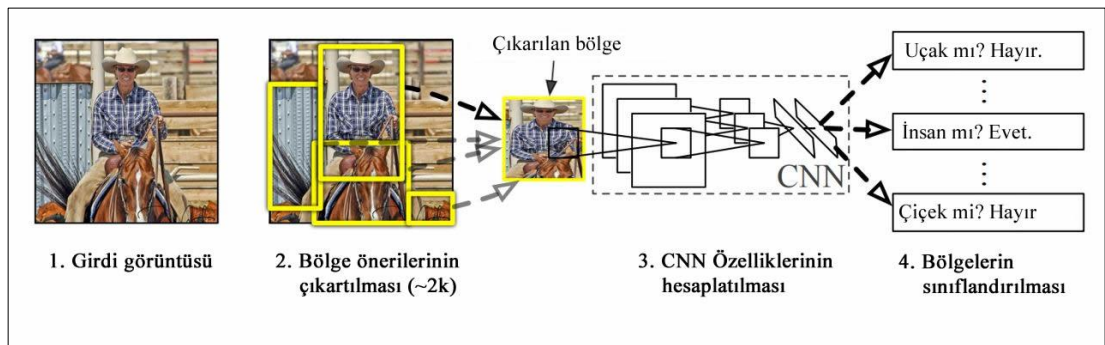 Çıkarılan bölge
Uçak mı? Hayır.
İnsan mı? Evet.
CNN
Çiçek mi? Hayır
1. Girdi görüntüsü
2. Bölge önerilerinin
çıkartılması (~2k)
3. CNN Özelliklerinin
hesaplatılması
4. Bölgelerin
sınıflandırılması